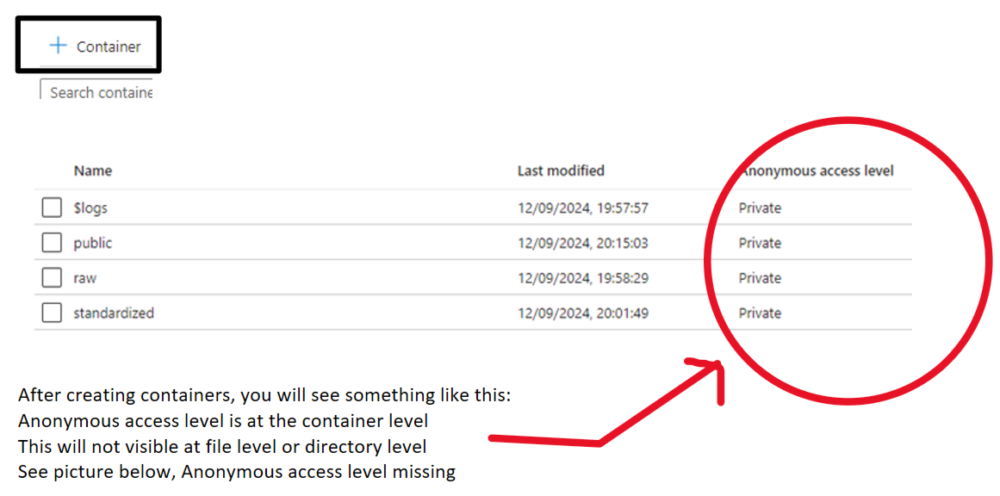 Container
Search containe
Name Last modified Anonymous access level
$logs 12/09/2024, 19:57:57 Private
public 12/09/2024, 20:15:03 Private
raw 12/09/2024, 19:58:29 Private
standardized 12/09/2024, 20:01:49 Private
After creating containers, you will see something like this:
Anonymous access level is at the container level
This will not visible at file level or directory level
See picture below, Anonymous access level missing